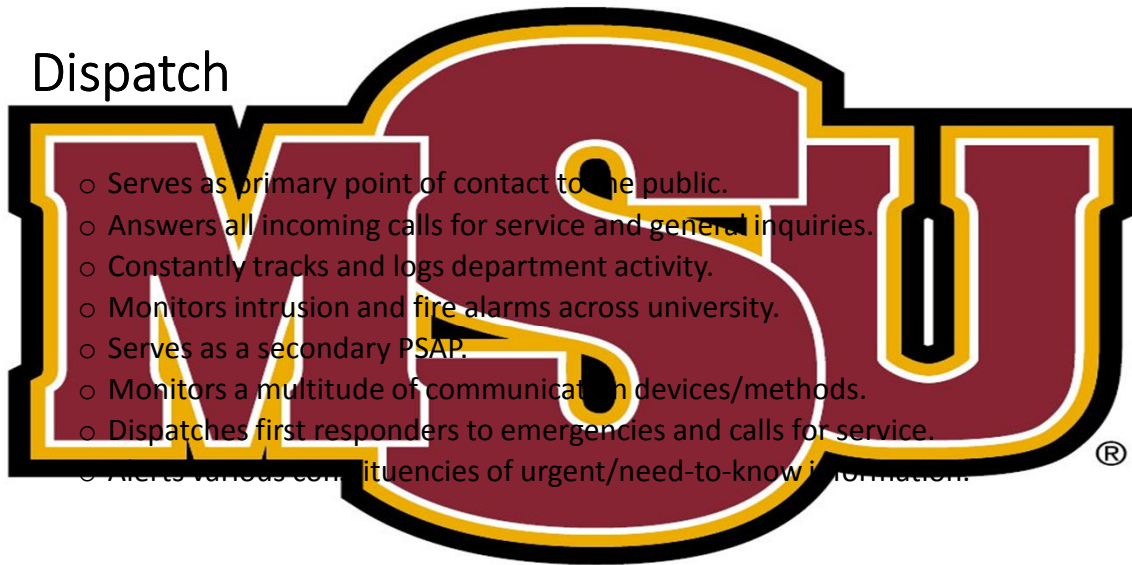 Dispatch
MSU
○ Serves as primary point of contact to the public.
○ Answers all incoming calls for service and general inquiries.
○ Constantly tracks and logs department activity.
○ Monitors intrusion and fire alarms across university.
○ Serves as a secondary PSAP.
○ Monitors a multitude of communication devices/methods.
○ Dispatches first responders to emergencies and calls for service.
○ Alerts various constituencies of urgent/need-to-know information.
®